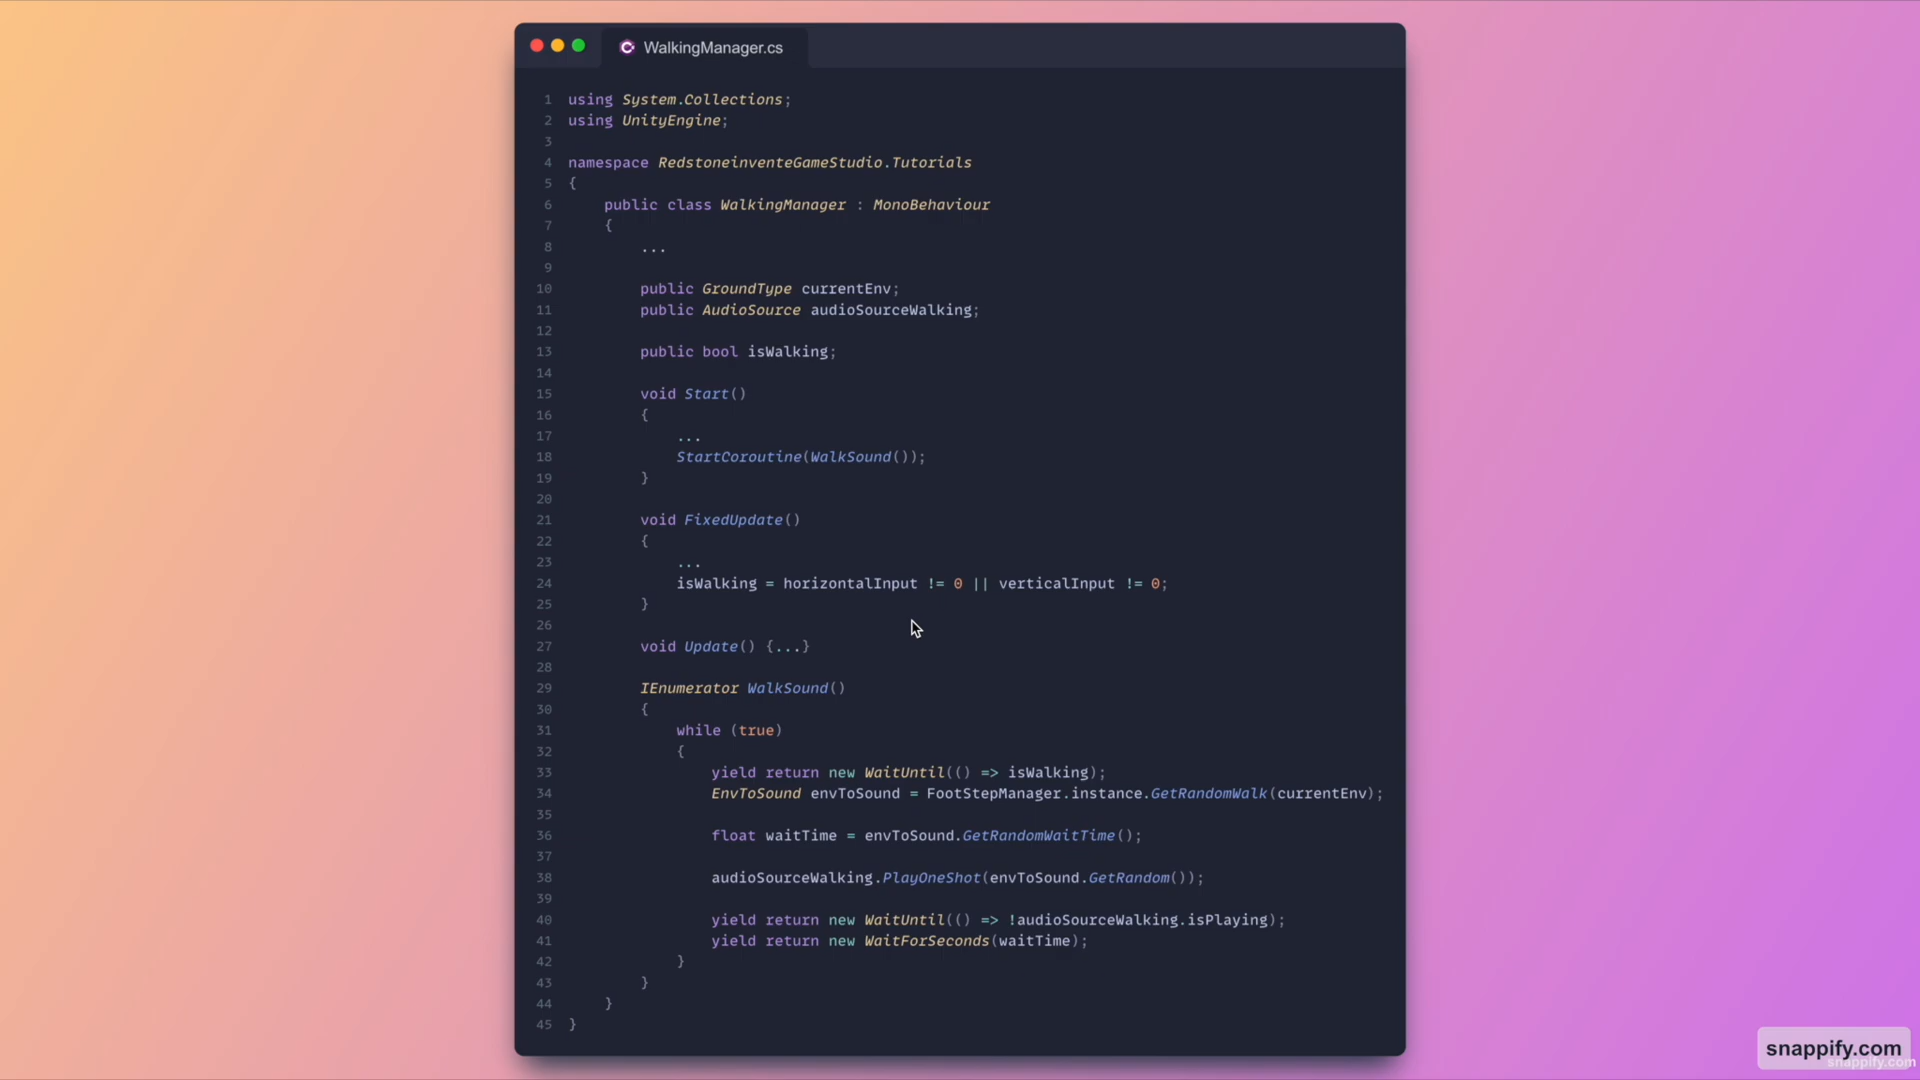 WalkingManager.cs
1 using System.Collections;
2 using UnityEngine;
3
4 namespace RedstoneinventeGameStudio.Tutorials
5 {
6 public class WalkingManager : MonoBehaviour
7 {
8 ...
9
10 public GroundType currentEnv;
11 public AudioSource audioSourceWalking;
12
13 public bool isWalking;
14
15 void Start()
16 {
17 ...
18 StartCoroutine(WalkSound());
19 }
20
21 void FixedUpdate()
22 {
23 ...
24 isWalking = horizontalInput != 0 || verticalInput != 0;
25 }
26
27 void Update() {...}
28
29 IEnumerator WalkSound()
30 {
31 while (true)
32 {
33 yield return new WaitUntil(() => isWalking);
34 EnvToSound envToSound = FootStepManager.instance.GetRandomWalk(currentEnv);
35
36 float waitTime = envToSound.GetRandomWaitTime();
37
38 audioSourceWalking.PlayOneShot(envToSound.GetRandom());
39
40 yield return new WaitUntil(() => !audioSourceWalking.isPlaying);
41 yield return new WaitForSeconds(waitTime);
42 }
43 }
44 }
45 }
snappify.com
snappify.com